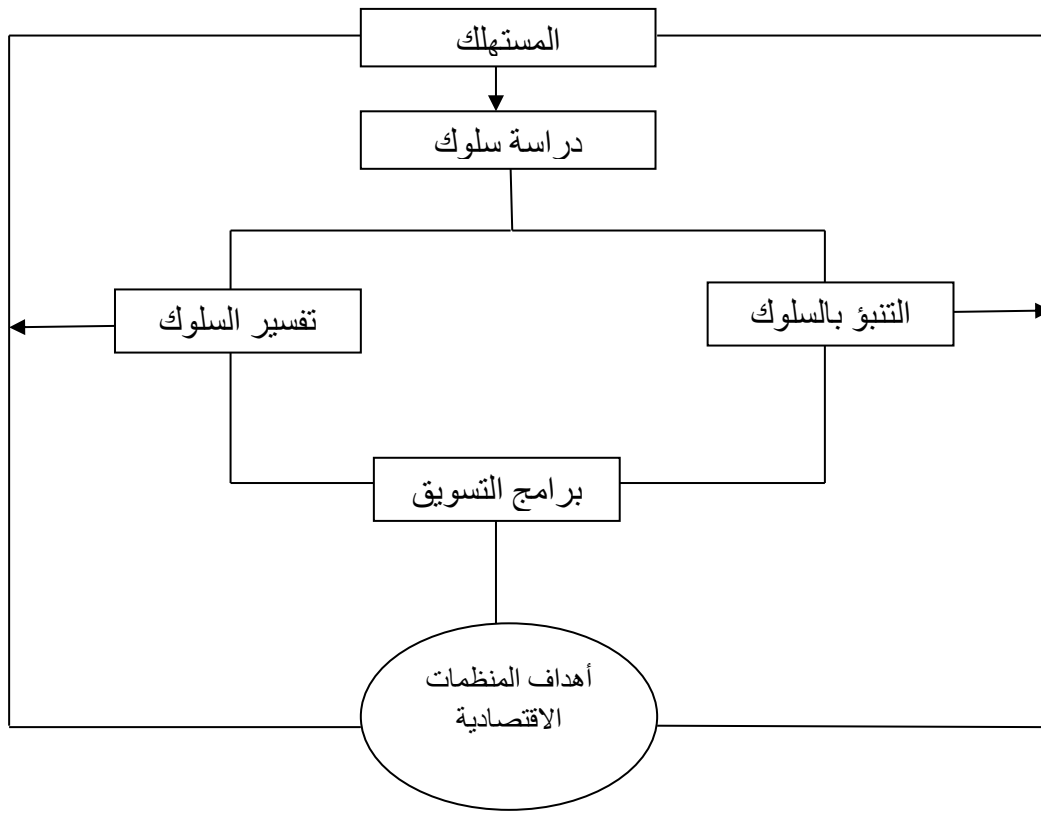 المستهلك
دراسة سلوك
التنبؤ بالسلوك
تفسير السلوك
برامج التسويق
أهداف المنظمات
الاقتصادية